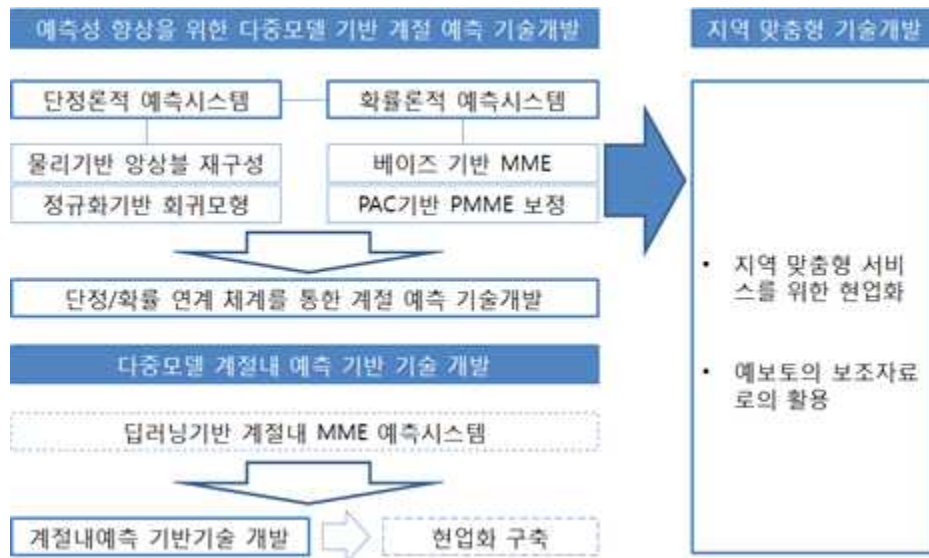 예측성 향상을 위한 다중모델 기반 계절 예측 기술개발
단정론적 예측시스템
확률론적 예측시스템
물리기반 앙상블 재구성
베이즈 기반 MME
정규화기반 회귀모형
PAC기반 PMME 보정
단정/확률 연계 체계를 통한 계절 예측 기술개발
다중모델 계절내 예측 기반 기술 개발
딥러닝기반 계절내 MME 예측시스템
계절내예측 기반기술 개발
현업화 구축
지역 맞춤형 기술개발
• 지역 맞춤형 서비
스를 위한 현업화
• 예보토의 보조자료
로의 활용